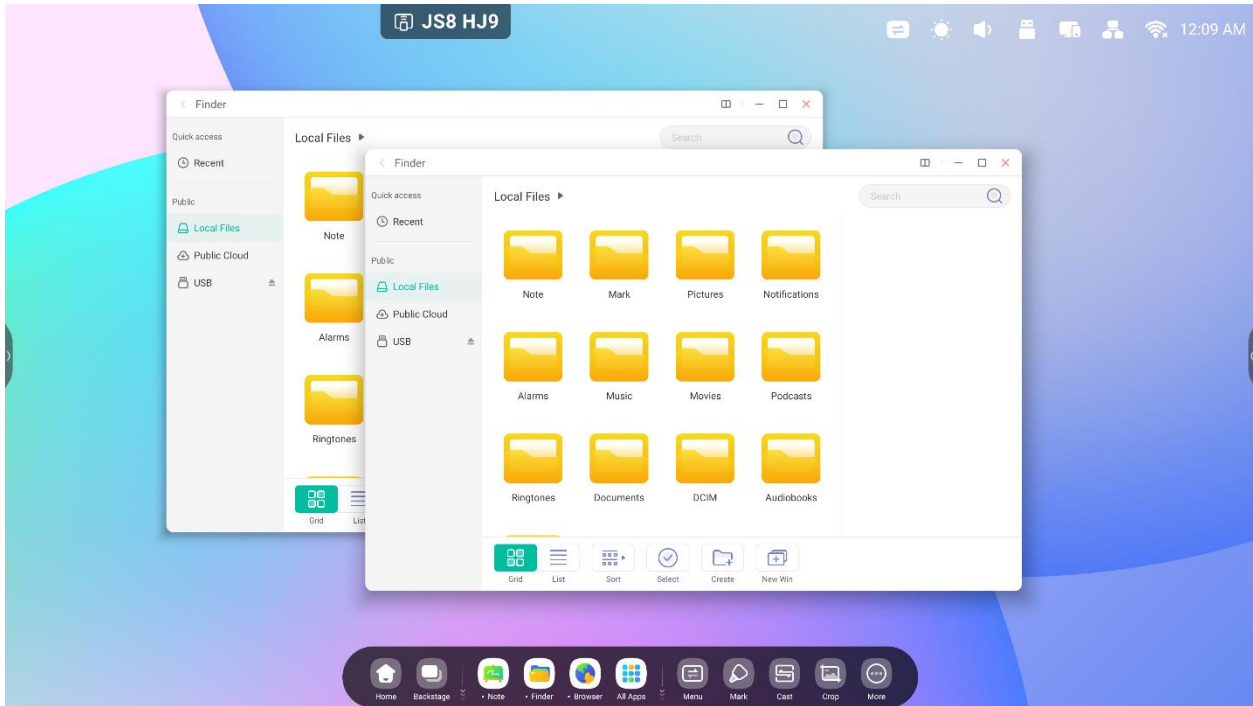 JS8 HJ9
12:09 AM
Finder
Quick access
Recent
Public
Local Files
Public Cloud
USB
Local Files
Search
Note
Alarms
Ringtones
Grid List
Finder
Quick access
Recent
Public
Local Files
Public Cloud
USB
Local Files
Search
Note Mark Pictures Notifications
Alarms Music Movies Podcasts
Ringtones Documents DCIM Audiobooks
Grid List Sort Select Create New Win
Home Backstage • Note • Finder • Browser All Apps Menu Mark Cast Crop More